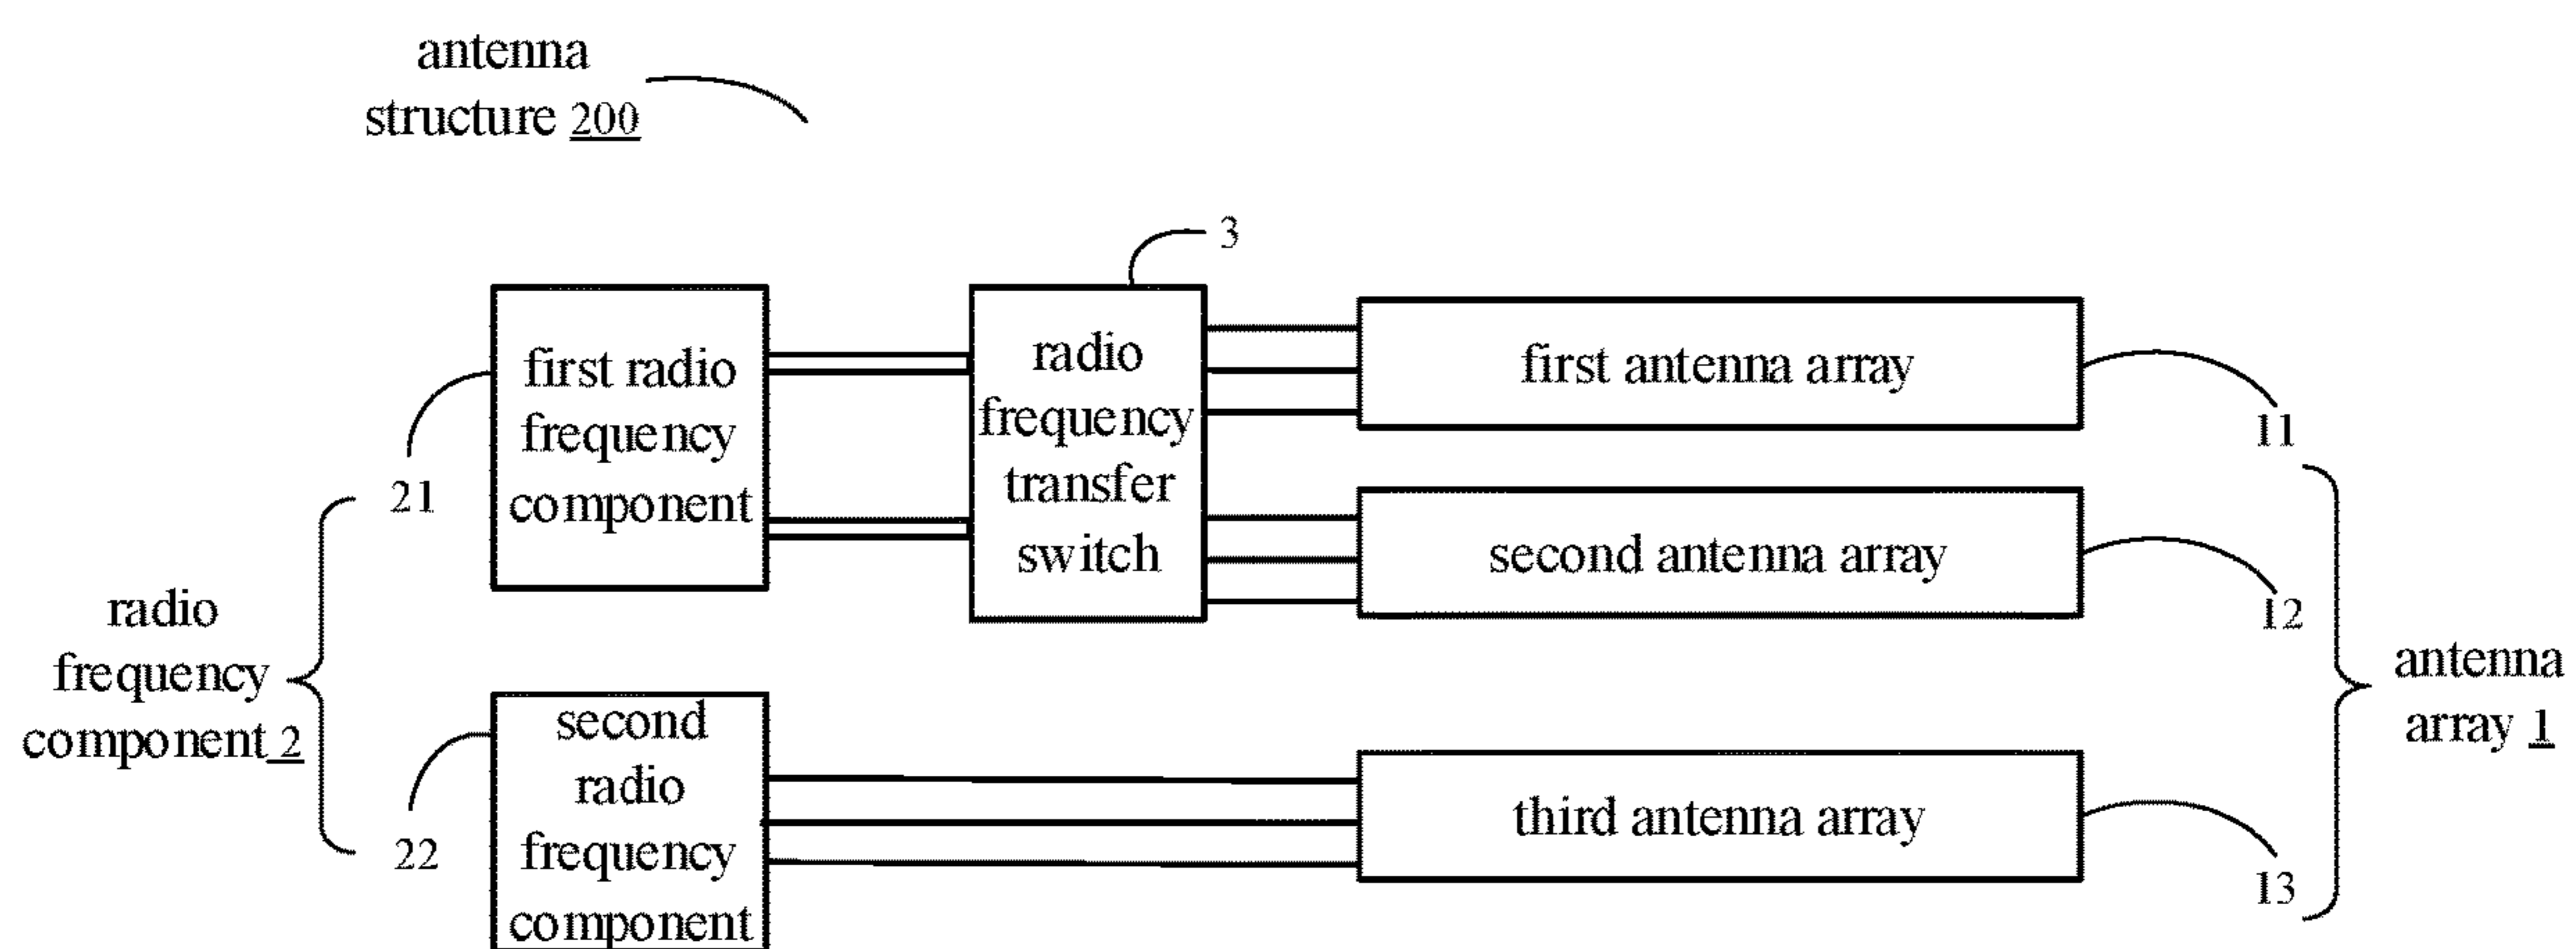 antenna
structure 200
3
first radio
frequency
component
21
radio
frequency
transfer
switch
first antenna array
11
second antenna array
12
radio
frequency
component 2
second
radio
frequency
component
22
third antenna array
13
antenna
array 1